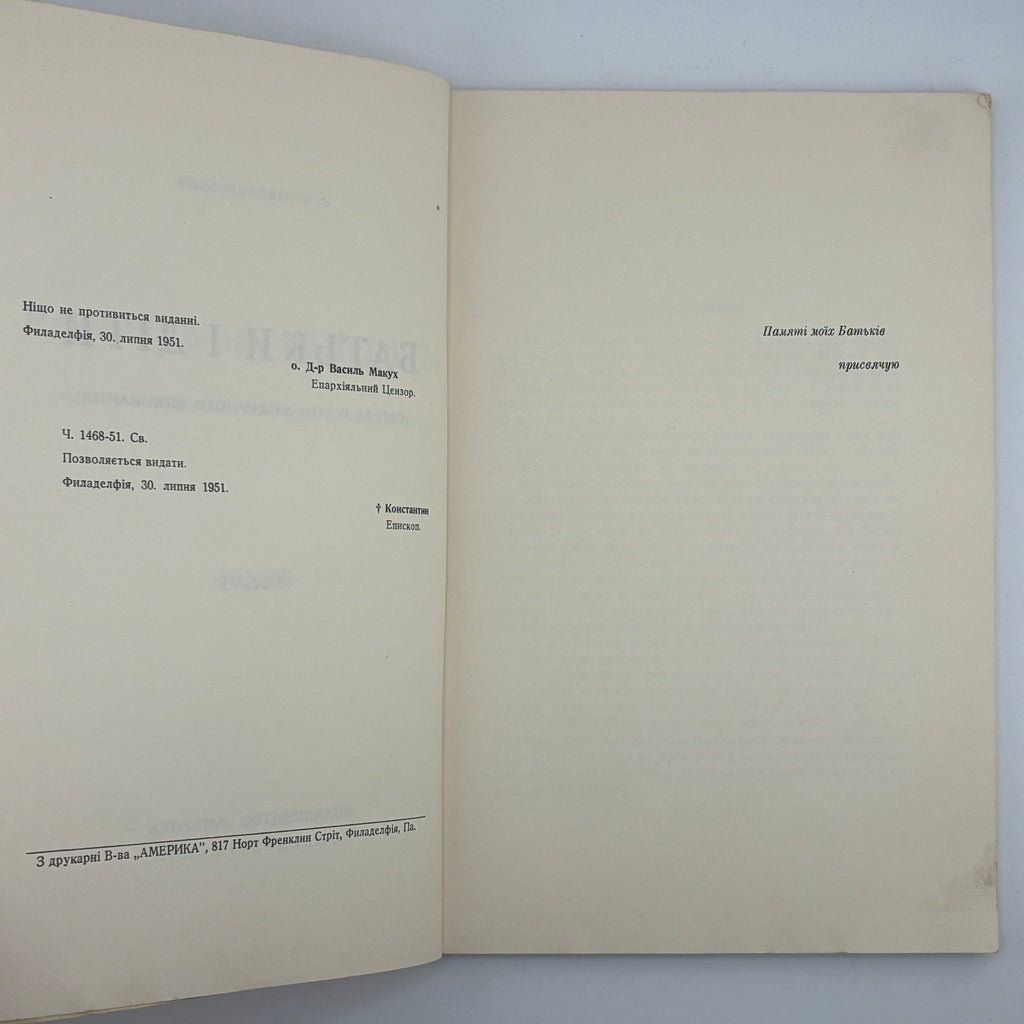 Ніщо не противиться виданні.
Филаделфія, 30. липня 1951.
о. Д-р Василь Макух
Епархіяльний Цензор.
Ч. 1468-51. Св.
Позволяється видати.
Филаделфія, 30. липня 1951.
† Константин
Епископ.
З друкарні В-ва „АМЕРИКА”, 817 Норт Френклин Стріт, Филаделфія, Па.
Памяті моїх Батьків
присвячую